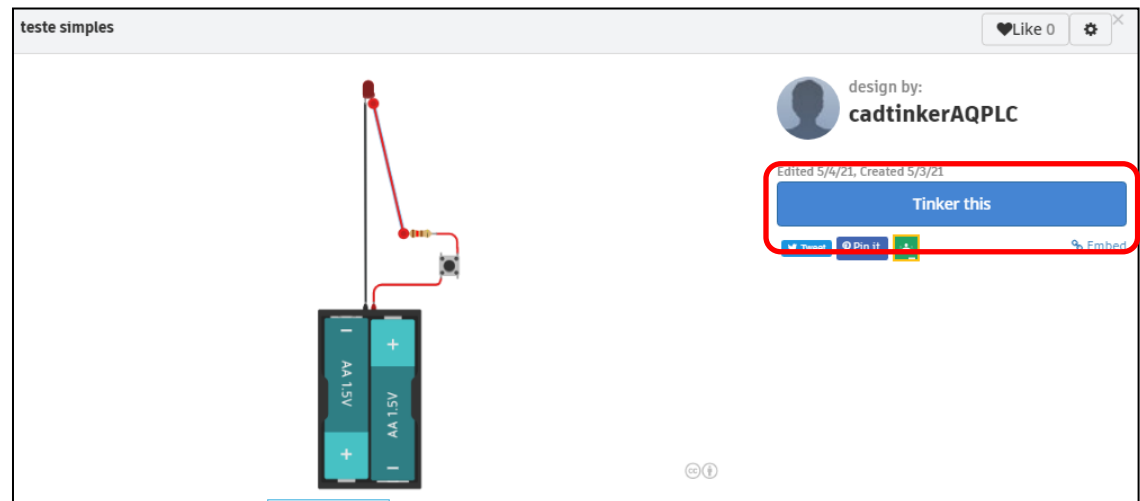 teste simples
Like 0
design by:
cadtinkerAQPLC
Edited 5/4/21, Created 5/3/21
Tinker this
Tweet
Pin it
Embed
AA 1.5V
AA 1.5V
cc